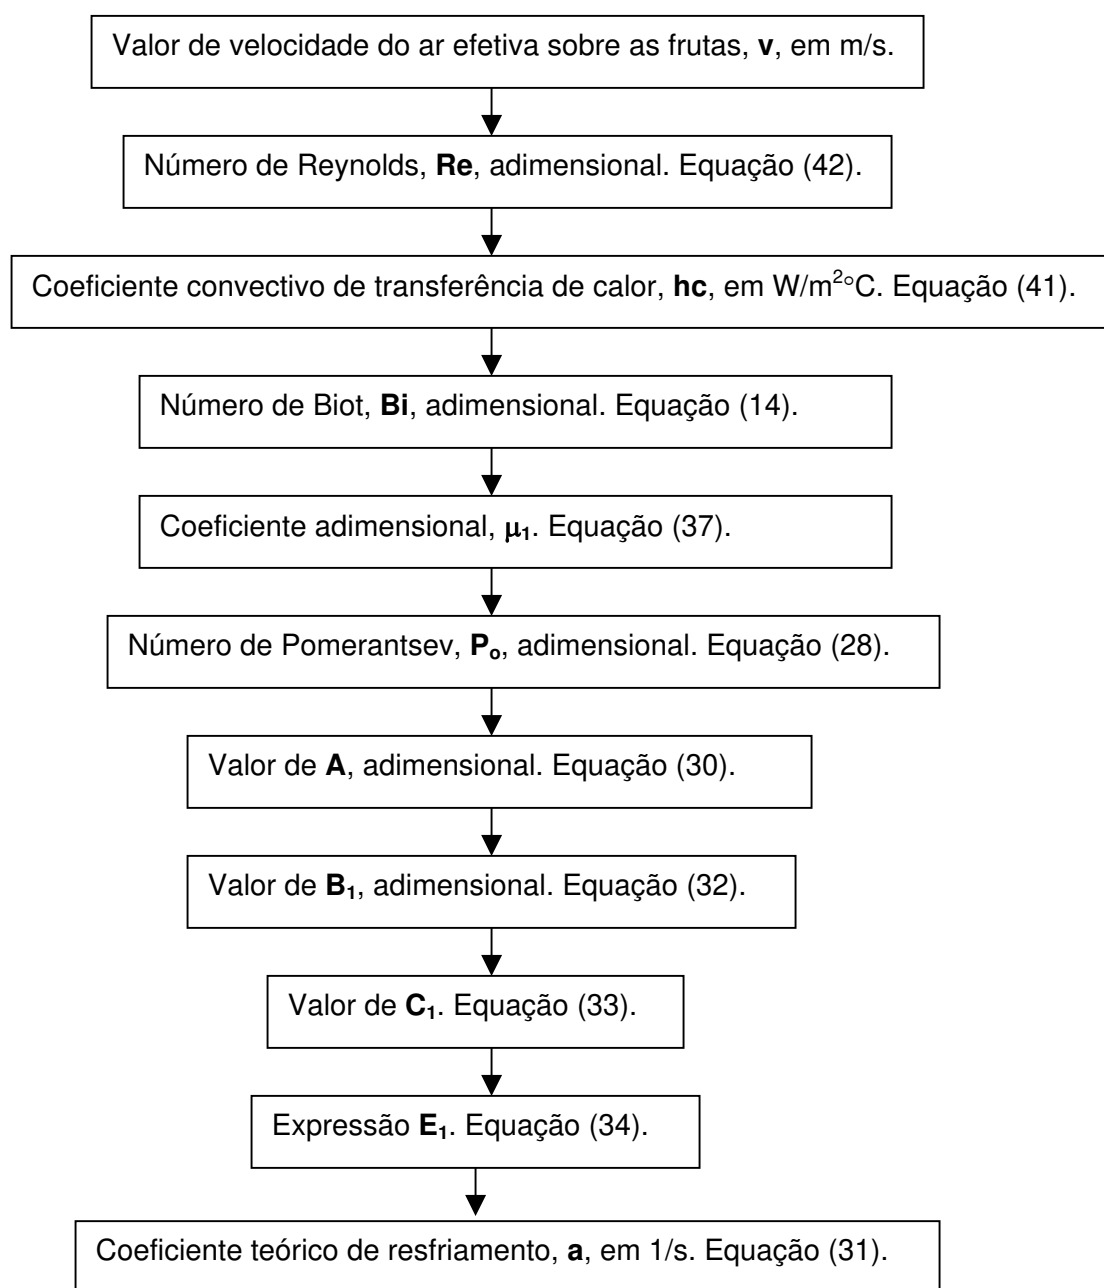 Valor de velocidade do ar efetiva sobre as frutas, v, em m/s.
Número de Reynolds, Re, adimensional. Equação (42).
Coeficiente convectivo de transferência de calor, hc, em W/m²°C. Equação (41).
Número de Biot, Bi, adimensional. Equação (14).
Coeficiente adimensional, μ₁. Equação (37).
Número de Pomerantsev, Pₒ, adimensional. Equação (28).
Valor de A, adimensional. Equação (30).
Valor de B₁, adimensional. Equação (32).
Valor de C₁. Equação (33).
Expressão E₁. Equação (34).
Coeficiente teórico de resfriamento, a, em 1/s. Equação (31).